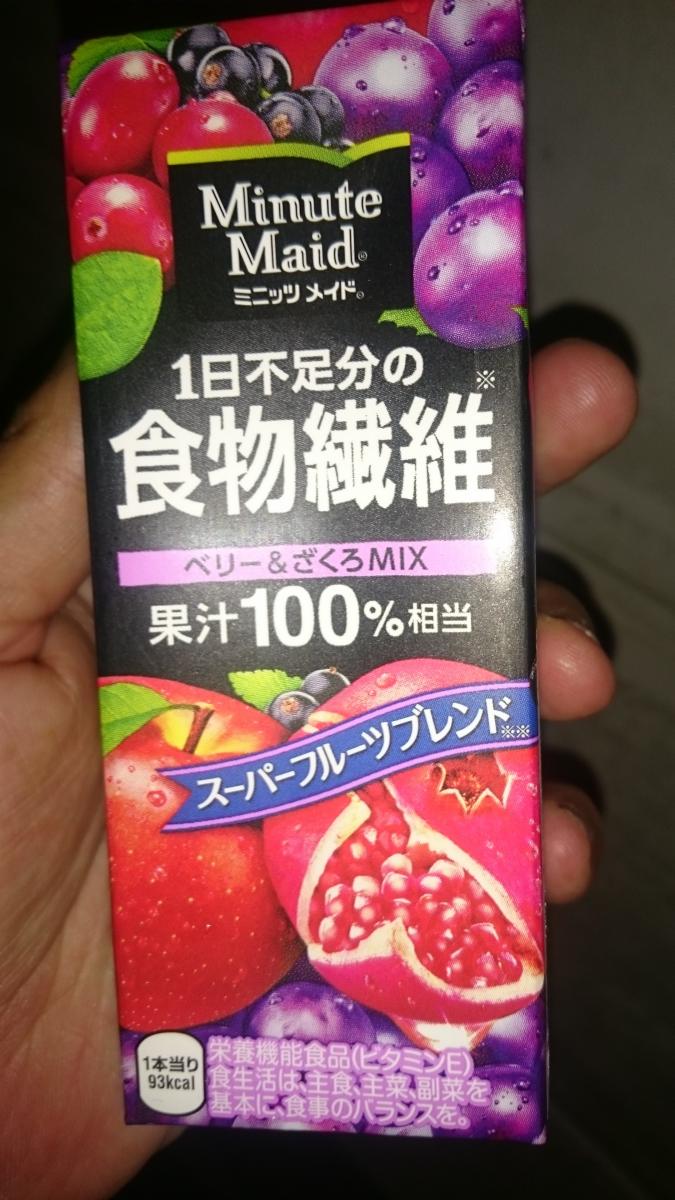 Minute
Maid®
ミニッツ メイド®
1日不足分の※
食物繊維
ベリー&ざくろMIX
果汁100%相当
スーパーフルーツブレンド※※
1本当り
93kcal
栄養機能食品(ビタミンE)
食生活は、主食、主菜、副菜を
基本に、食事のバランスを。